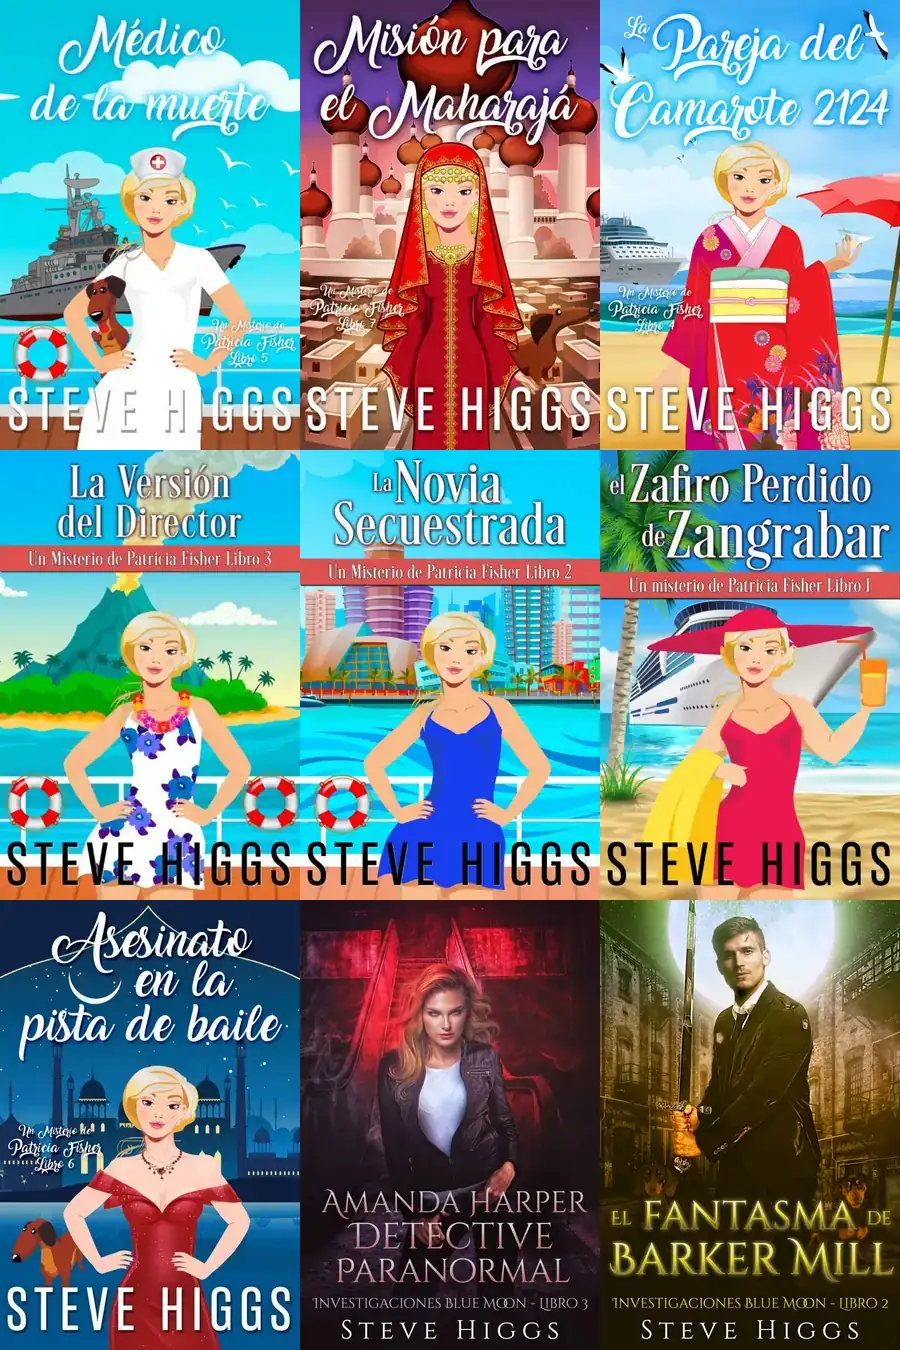 Médico
de la muerte
Un Misterio de
Patricia Fisher
Libro 5
STEVE HIGGS
Misión para
el Maharajá
Un Misterio de
Patricia Fisher
Libro 7
STEVE HIGGS
La Pareja del
Camarote 2124
Un Misterio de
Patricia Fisher
Libro 4
STEVE HIGGS
La Versión
del Director
Un Misterio de Patricia Fisher Libro 3
STEVE HIGGS
La Novia
Secuestrada
Un Misterio de Patricia Fisher Libro 2
STEVE HIGGS
el Zafiro Perdido
de Zangrabar
Un misterio de Patricia Fisher Libro 1
STEVE HIGGS
Asesinato
en la
pista de baile
Un Misterio de
Patricia Fisher
Libro 6
STEVE HIGGS
AMANDA HARPER
DETECTIVE
PARANORMAL
INVESTIGACIONES BLUE MOON - LIBRO 3
STEVE HIGGS
EL FANTASMA DE
BARKER MILL
INVESTIGACIONES BLUE MOON - LIBRO 2
STEVE HIGGS